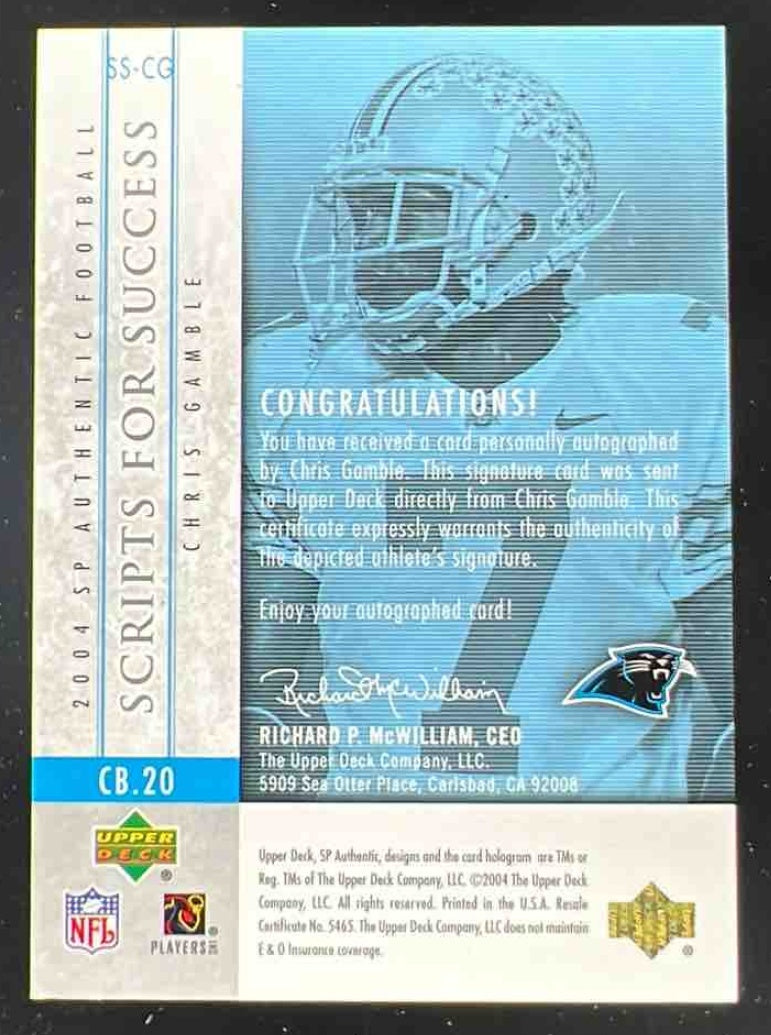 SS-CG
2004 SP AUTHENTIC FOOTBALL
SCRIPTS FOR SUCCESS
CHRIS GAMBLE
CB.20
CONGRATULATIONS!
You have received a card personally autographed
by Chris Gamble. This signature card was sent
to Upper Deck directly from Chris Gamble. This
certificate expressly warrants the authenticity of
the depicted athlete's signature.
Enjoy your autographed card!
Richard McWilliam
RICHARD P. McWILLIAM, CEO
The Upper Deck Company, LLC.
5909 Sea Otter Place, Carlsbad, CA 92008
7
UPPER
DECK
®
NFL
PLAYERS INC
®
Upper Deck, SP Authentic, designs and the card hologram are TMs or
Reg. TMs of The Upper Deck Company, LLC. ©2004 The Upper Deck
Company, LLC. All rights reserved. Printed in the U.S.A. Resale
Certificate No. 5465. The Upper Deck Company, LLC does not maintain
E & O Insurance coverage.
®